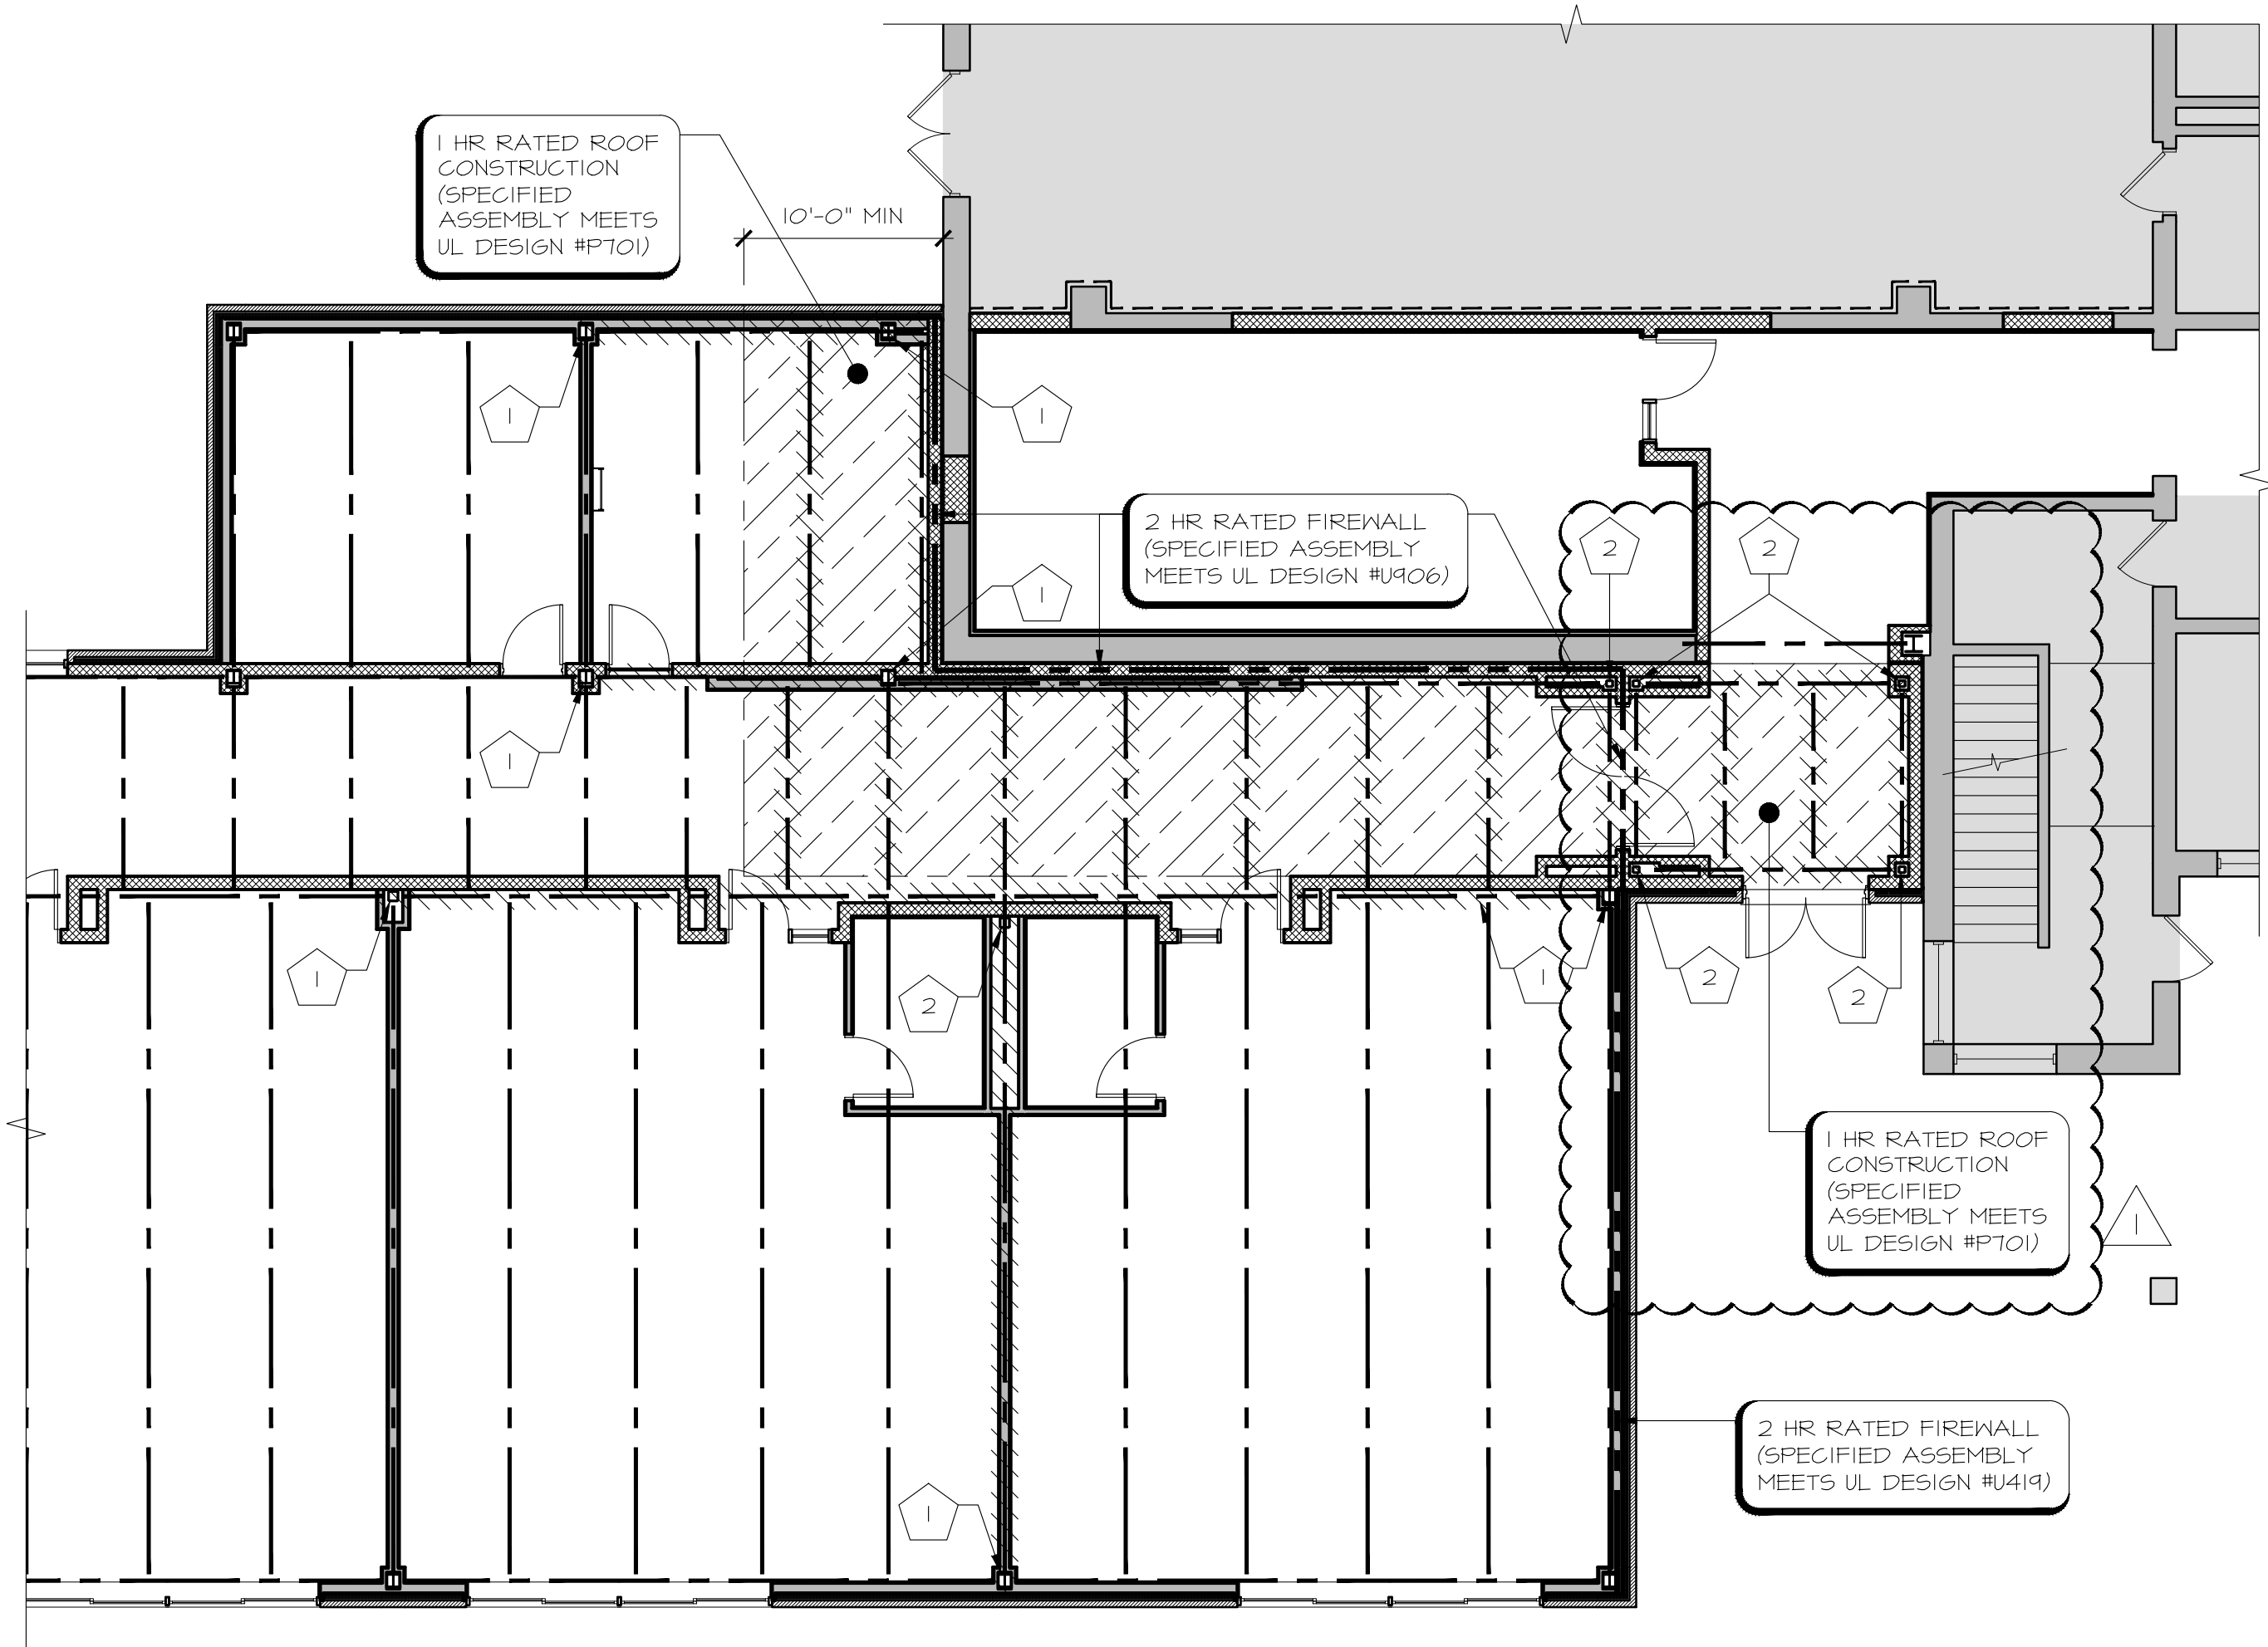 1 HR RATED ROOF
CONSTRUCTION
(SPECIFIED
ASSEMBLY MEETS
UL DESIGN #P701)
10'-0" MIN
1
1
2 HR RATED FIREWALL
(SPECIFIED ASSEMBLY
MEETS UL DESIGN #U906)
2
2
1
1
1
2
1
2
2
1 HR RATED ROOF
CONSTRUCTION
(SPECIFIED
ASSEMBLY MEETS
UL DESIGN #P701)
1
2 HR RATED FIREWALL
(SPECIFIED ASSEMBLY
MEETS UL DESIGN #U419)
1